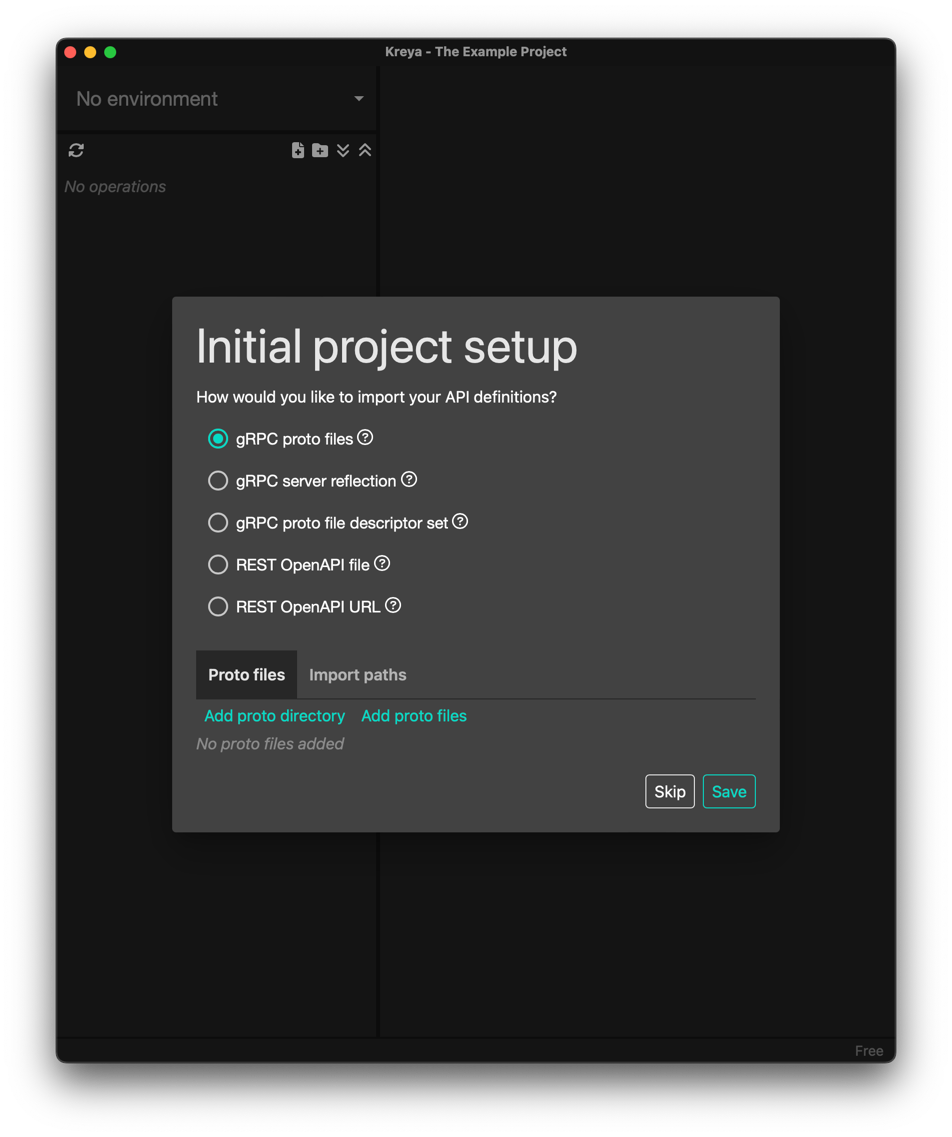 Kreya - The Example Project
No environment
No operations
Initial project setup
How would you like to import your API definitions?
gRPC proto files
gRPC server reflection
gRPC proto file descriptor set
REST OpenAPI file
REST OpenAPI URL
Proto files Import paths
Add proto directory Add proto files
No proto files added
Skip Save
Free